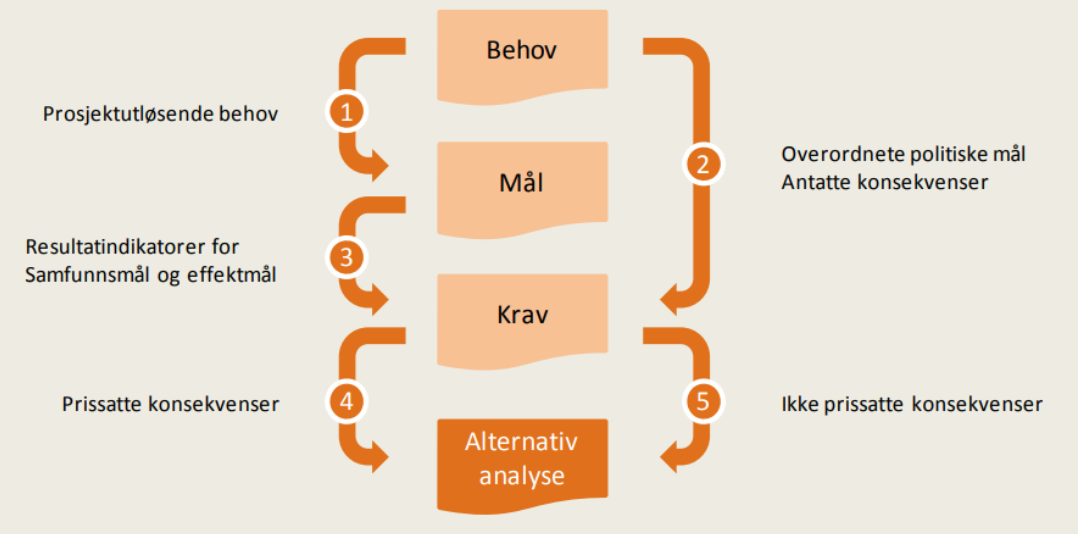 Behov
1
Prosjektutløsende behov
2
Overordnete politiske mål
Antatte konsekvenser
Mål
3
Resultatindikatorer for
Samfunnsmål og effektmål
Krav
4
Prissatte konsekvenser
5
Ikke prissatte konsekvenser
Alternativ
analyse